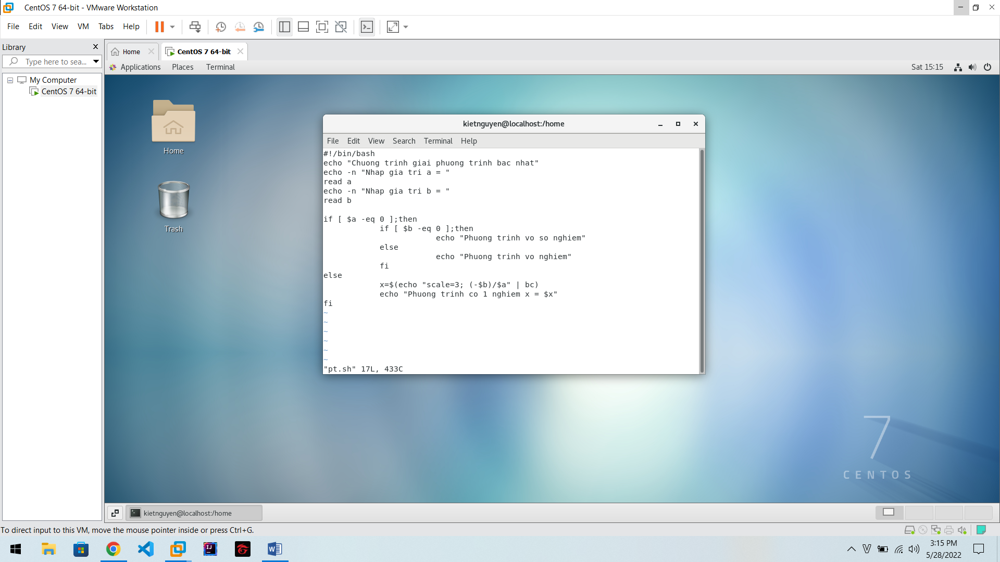 CentOS 7 64-bit - VMware Workstation
File Edit View VM Tabs Help
Library
Type here to sea...
My Computer
CentOS 7 64-bit
Home
CentOS 7 64-bit
Applications Places Terminal
Sat 15:15
Home
Trash
kietnguyen@localhost:/home
File Edit View Search Terminal Help
#!/bin/bash
echo "Chuong trinh giai phuong trinh bac nhat"
echo -n "Nhap gia tri a = "
read a
echo -n "Nhap gia tri b = "
read b
if [ $a -eq 0 ];then
if [ $b -eq 0 ];then
echo "Phuong trinh vo so nghiem"
else
echo "Phuong trinh vo nghiem"
fi
else
x=$(echo "scale=3; (-$b)/$a" | bc)
echo "Phuong trinh co 1 nghiem x = $x"
fi
~
~
~
~
~
~
"pt.sh" 17L, 433C
7
CENTOS
kietnguyen@localhost:/home
To direct input to this VM, move the mouse pointer inside or press Ctrl+G.
3:15 PM
5/28/2022